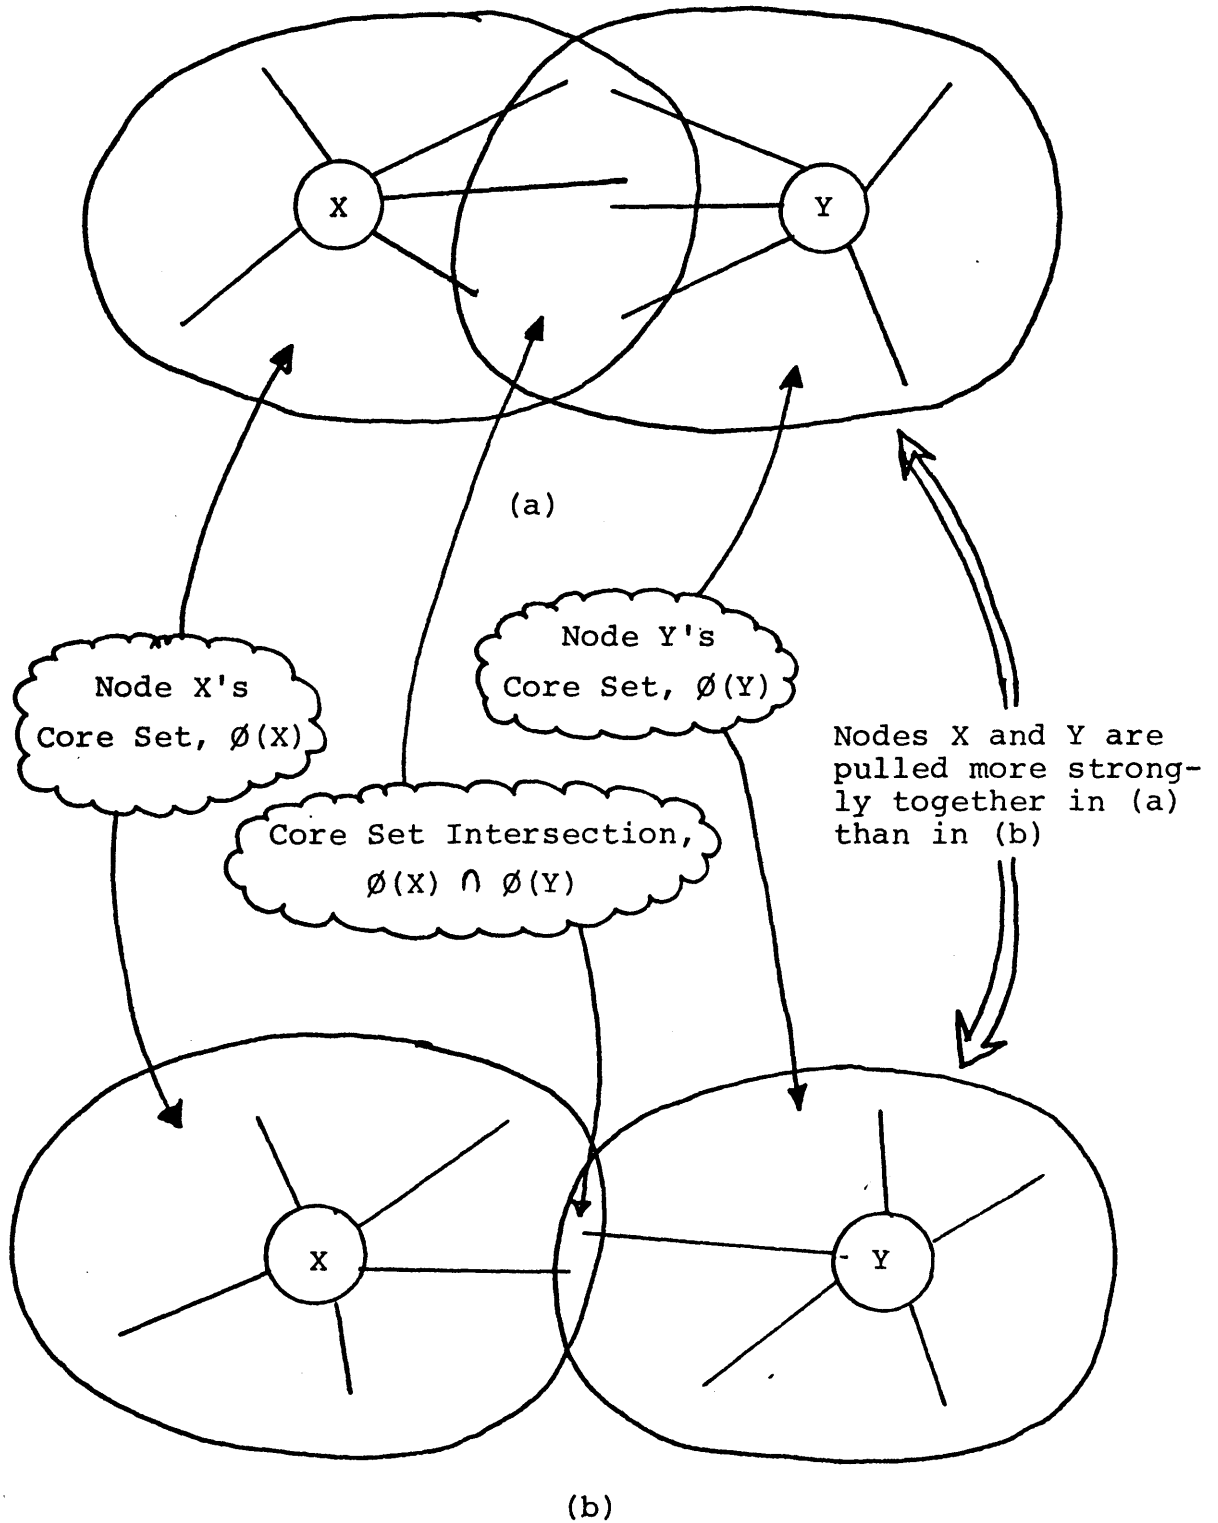 X
Y
(a)
Node X's
Core Set, Ø(X)
Node Y's
Core Set, Ø(Y)
Core Set Intersection,
Ø(X) ∩ Ø(Y)
Nodes X and Y are
pulled more strong-
ly together in (a)
than in (b)
X
Y
(b)